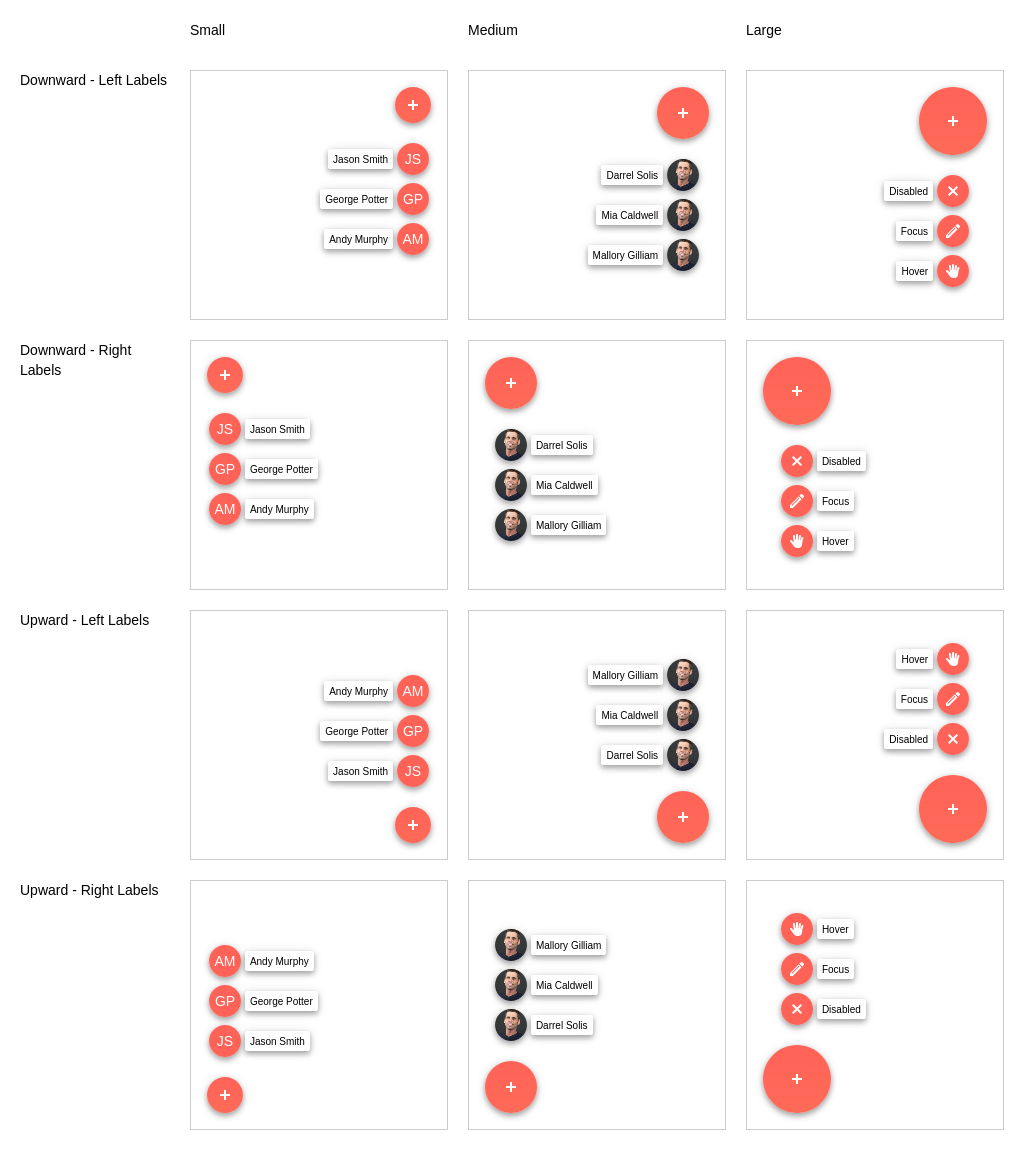 Small
Medium
Large
Downward - Left Labels
Jason Smith JS
George Potter GP
Andy Murphy AM
Darrel Solis
Mia Caldwell
Mallory Gilliam
Disabled
Focus
Hover
Downward - Right
Labels
JS Jason Smith
GP George Potter
AM Andy Murphy
Darrel Solis
Mia Caldwell
Mallory Gilliam
Disabled
Focus
Hover
Upward - Left Labels
Andy Murphy AM
George Potter GP
Jason Smith JS
Mallory Gilliam
Mia Caldwell
Darrel Solis
Hover
Focus
Disabled
Upward - Right Labels
AM Andy Murphy
GP George Potter
JS Jason Smith
Mallory Gilliam
Mia Caldwell
Darrel Solis
Hover
Focus
Disabled